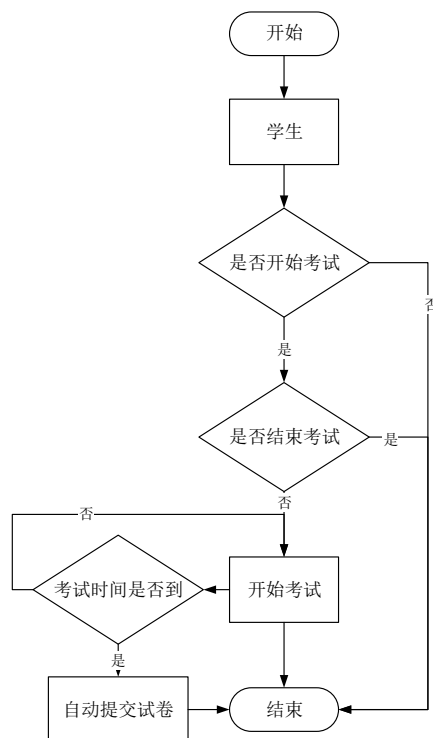 开始
学生
是否开始考试
否
是
是否结束考试
是
否
否
考试时间是否到
开始考试
是
自动提交试卷
结束